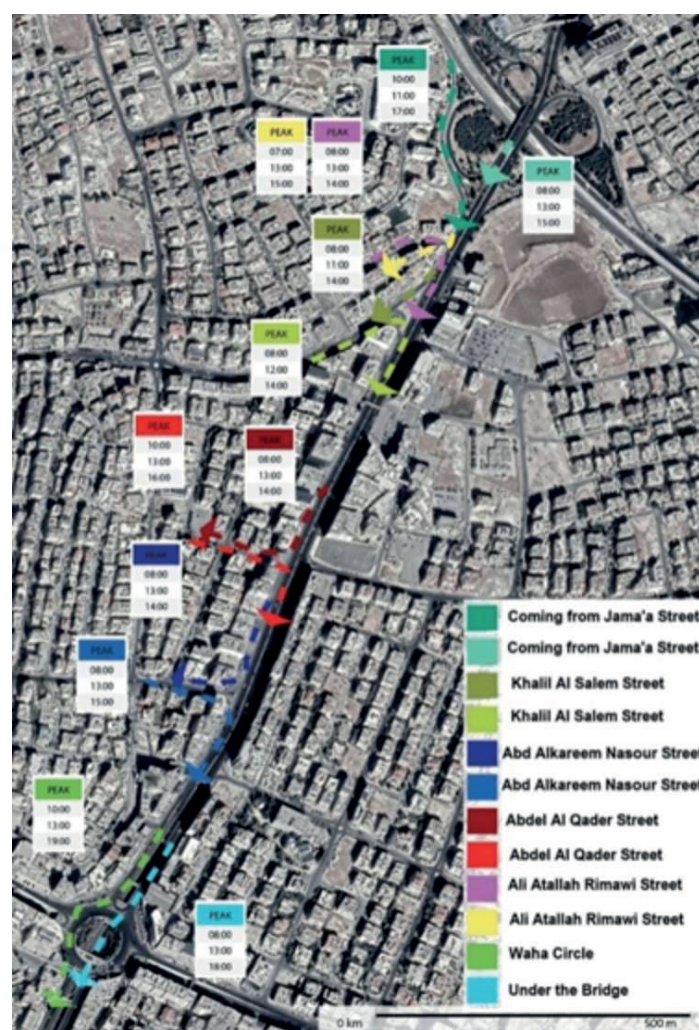 PEAK
10:00
11:00
17:00
PEAK
07:00
13:00
15:00
PEAK
08:00
13:00
14:00
PEAK
08:00
13:00
15:00
PEAK
08:00
11:00
14:00
PEAK
08:00
12:00
14:00
PEAK
10:00
13:00
16:00
PEAK
08:00
13:00
14:00
PEAK
08:00
13:00
14:00
PEAK
08:00
13:00
15:00
PEAK
10:00
13:00
19:00
PEAK
08:00
13:00
18:00
Coming from Jama'a Street
Coming from Jama'a Street
Khalil Al Salem Street
Khalil Al Salem Street
Abd Alkareem Nasour Street
Abd Alkareem Nasour Street
Abdel Al Qader Street
Abdel Al Qader Street
Ali Atallah Rimawi Street
Ali Atallah Rimawi Street
Waha Circle
Under the Bridge
0 km 500 m